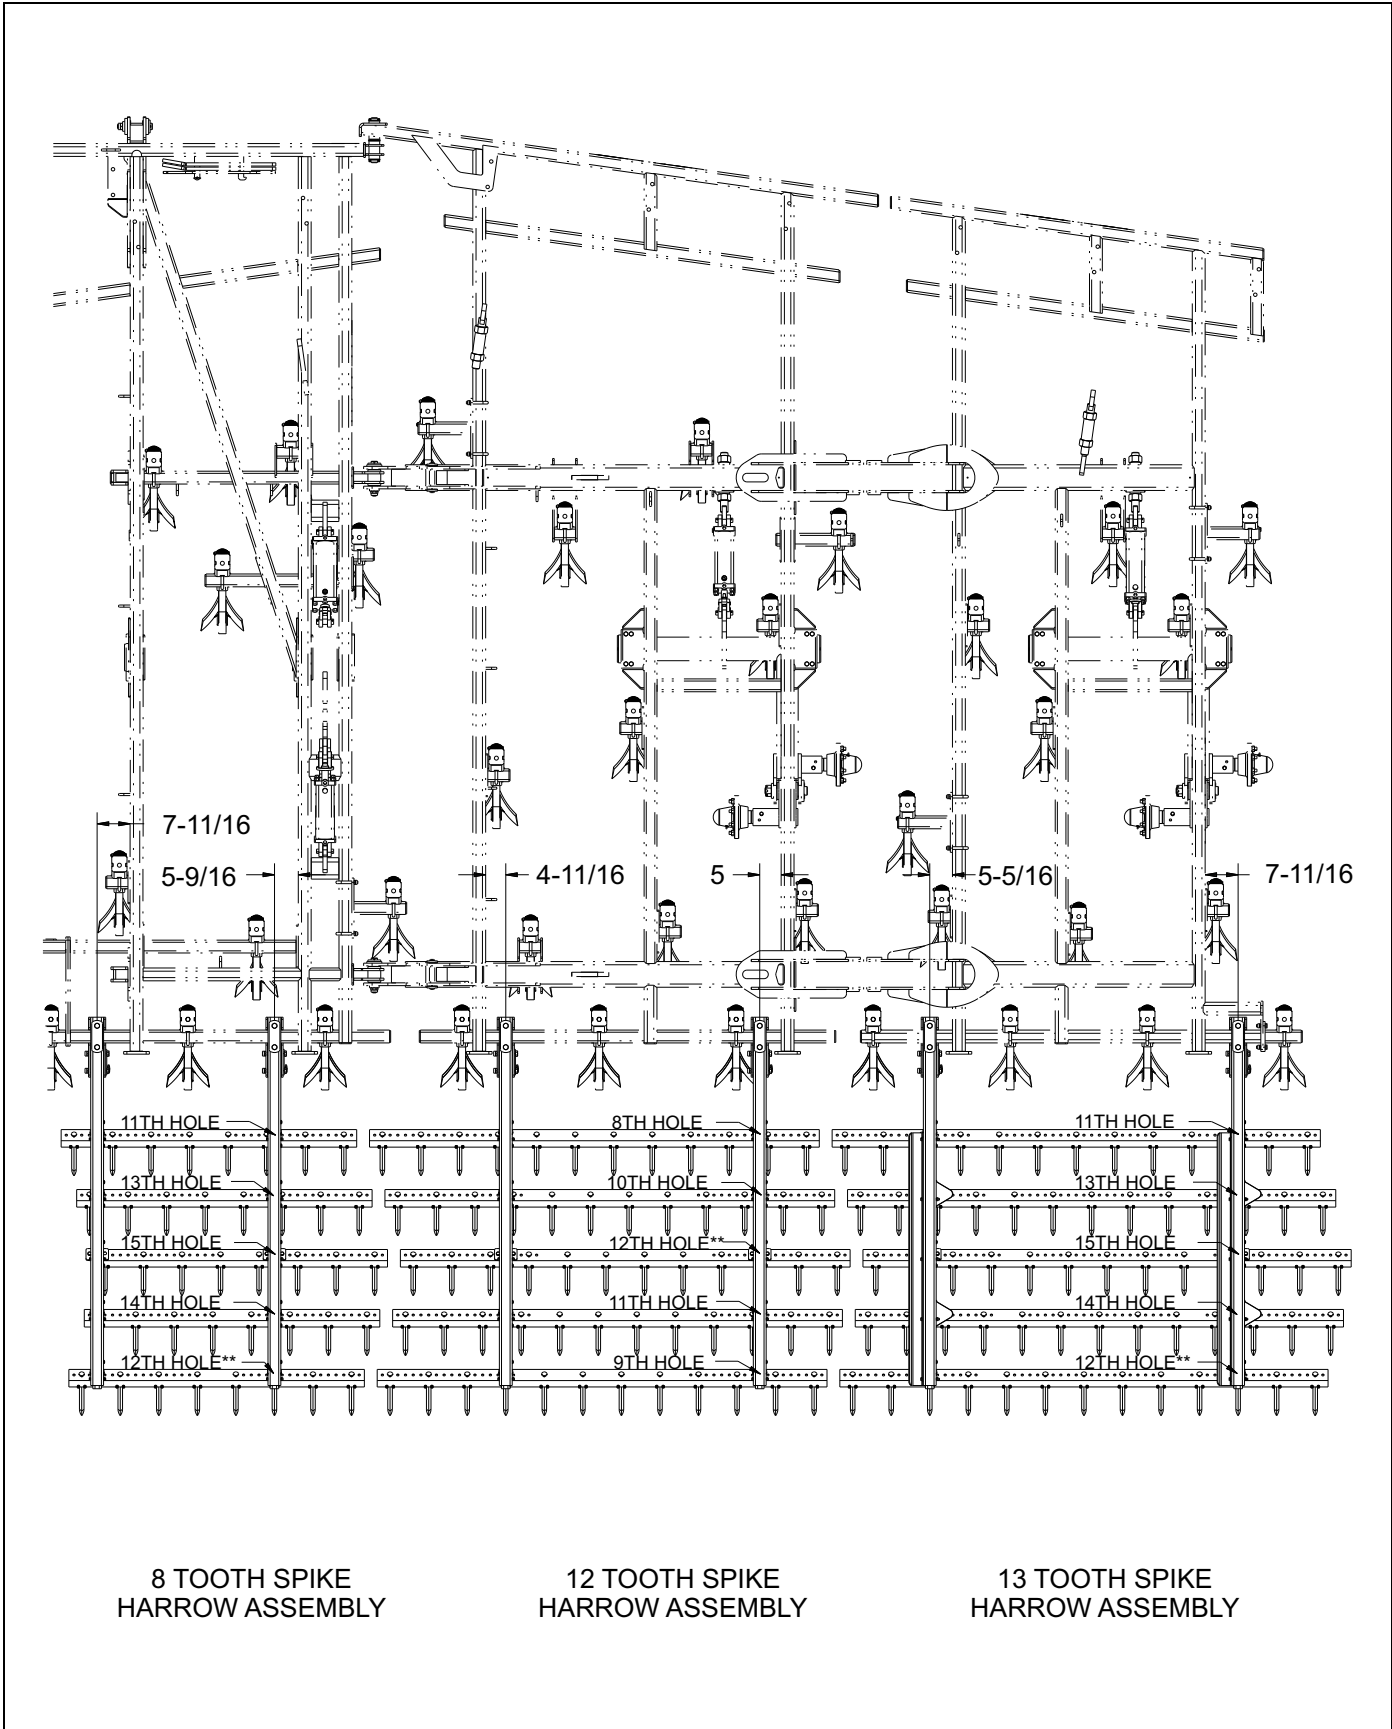 7-11/16
5-9/16
4-11/16
5
5-5/16
7-11/16
11TH HOLE
8TH HOLE
11TH HOLE
13TH HOLE
10TH HOLE
13TH HOLE
15TH HOLE
12TH HOLE**
15TH HOLE
14TH HOLE
11TH HOLE
14TH HOLE
12TH HOLE**
9TH HOLE
12TH HOLE**
8 TOOTH SPIKE
HARROW ASSEMBLY
12 TOOTH SPIKE
HARROW ASSEMBLY
13 TOOTH SPIKE
HARROW ASSEMBLY